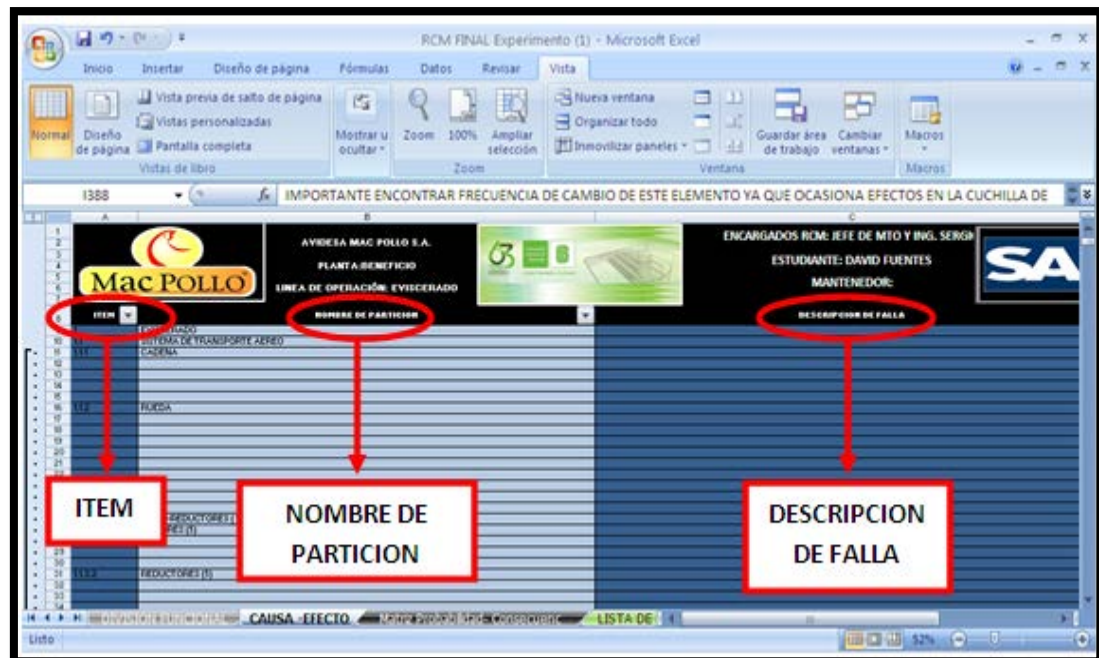 RCM FINAL Experimento (1) - Microsoft Excel
Inicio Insertar Diseño de página Fórmulas Datos Revisar Vista
Normal
Diseño de página
Vista previa de salto de página
Vistas personalizadas
Pantalla completa
Mostrar u ocultar
Zoom
100%
Ampliar selección
Nueva ventana
Organizar todo
Inmovilizar paneles
Guardar área de trabajo
Cambiar ventanas
Macros
Vistas de libro Zoom Ventana Macros
I388 fx IMPORTANTE ENCONTRAR FRECUENCIA DE CAMBIO DE ESTE ELEMENTO YA QUE OCASIONA EFECTOS EN LA CUCHILLA DE
A B C
Mac POLLO
AVIDESA MAC POLLO S.A.
PLANTA:BENEFICIO
LINEA DE OPERACIÓN: EVISCERADO
ENCARGADOS RCM: JEFE DE MTO Y ING. SERGI
ESTUDIANTE: DAVID FUENTES
MANTENEDOR:
SA
ITEM NOMBRE DE PARTICION DESCRIPCION DE FALLA
SISTEMA DE TRANSPORTE AEREO
CADENA
RUEDA
REDUCTORES (1)
ITEM
NOMBRE DE
PARTICION
DESCRIPCION
DE FALLA
CAUSA -EFECTO LISTA DE
Listo 52%